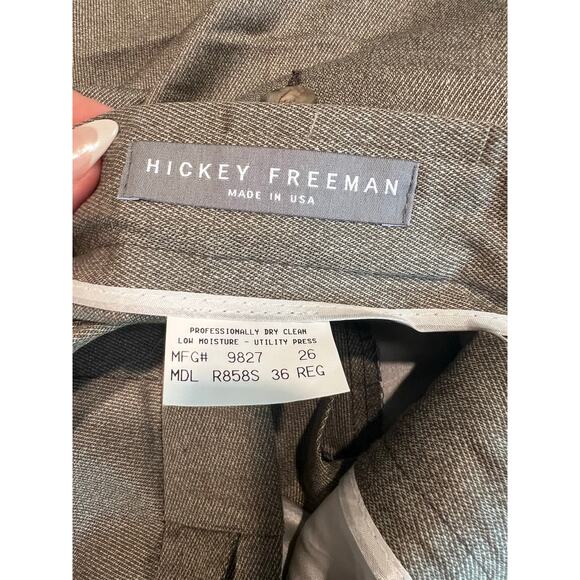 HICKEY FREEMAN
MADE IN USA
PROFESSIONALLY DRY CLEAN
LOW MOISTURE - UTILITY PRESS
MFG# 9827 26
MDL R858S 36 REG